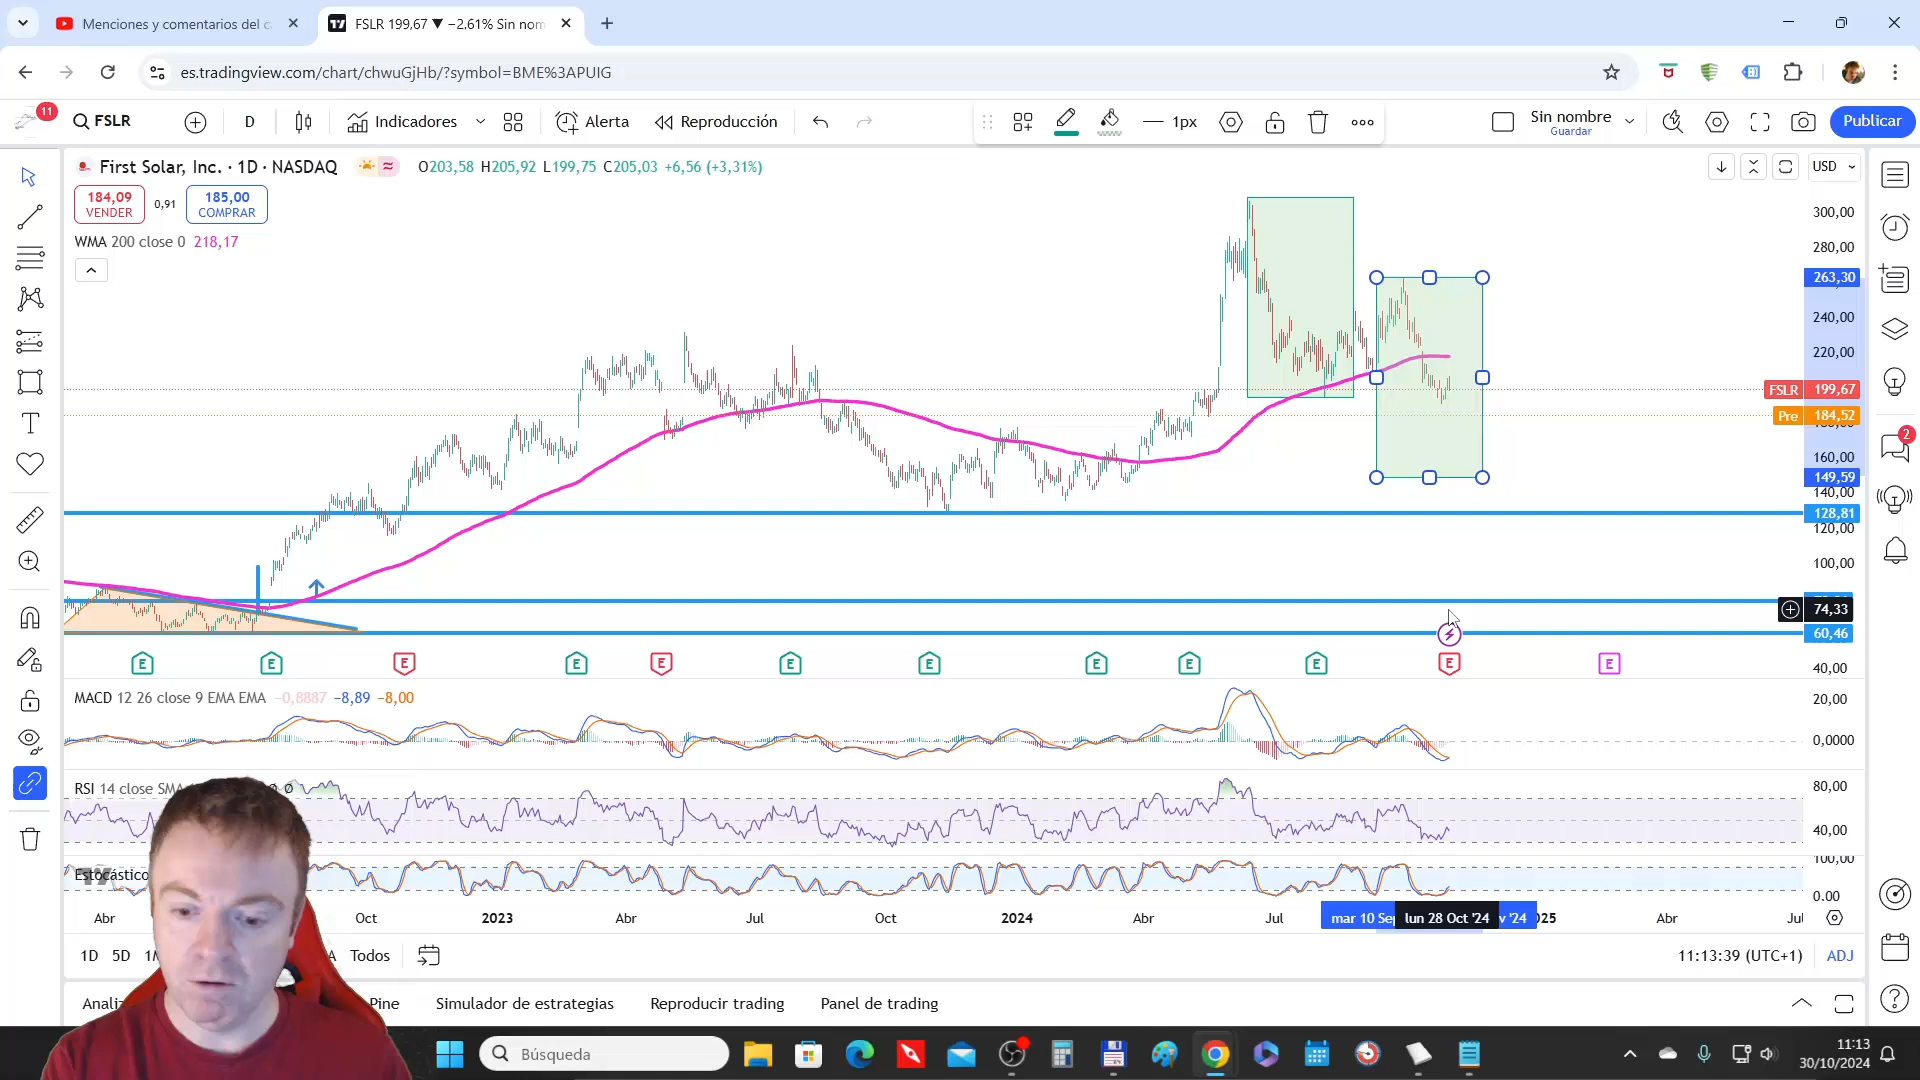 Menciones y comentarios del c
FSLR 199,67 ▼ −2.61% Sin nom
es.tradingview.com/chart/chwuGjHb/?symbol=BME%3APUIG
11
FSLR
D
Indicadores
Alerta
Reproducción
1px
Sin nombre
Guardar
Publicar
First Solar, Inc. · 1D · NASDAQ
O203,58 H205,92 L199,75 C205,03 +6,56 (+3,31%)
USD
184,09
VENDER
0,91
185,00
COMPRAR
WMA 200 close 0 218,17
300,00
280,00
263,30
240,00
220,00
FSLR 199,67
Pre 184,52
160,00
149,59
140,00
128,81
120,00
100,00
74,33
60,46
40,00
2
E E E E E E E E E E E E
MACD 12 26 close 9 EMA EMA −0,8887 −8,89 −8,00
20,00
0,0000
RSI 14 close SMA
80,00
40,00
Estocástico
100,00
0.00
Abr Oct 2023 Abr Jul Oct 2024 Abr Jul mar 10 Sep lun 28 Oct '24 v '24 2025 Abr Jul
1D 5D 1M A Todos
11:13:39 (UTC+1) ADJ
Analiz Pine Simulador de estrategias Reproducir trading Panel de trading
Búsqueda
11:13
30/10/2024